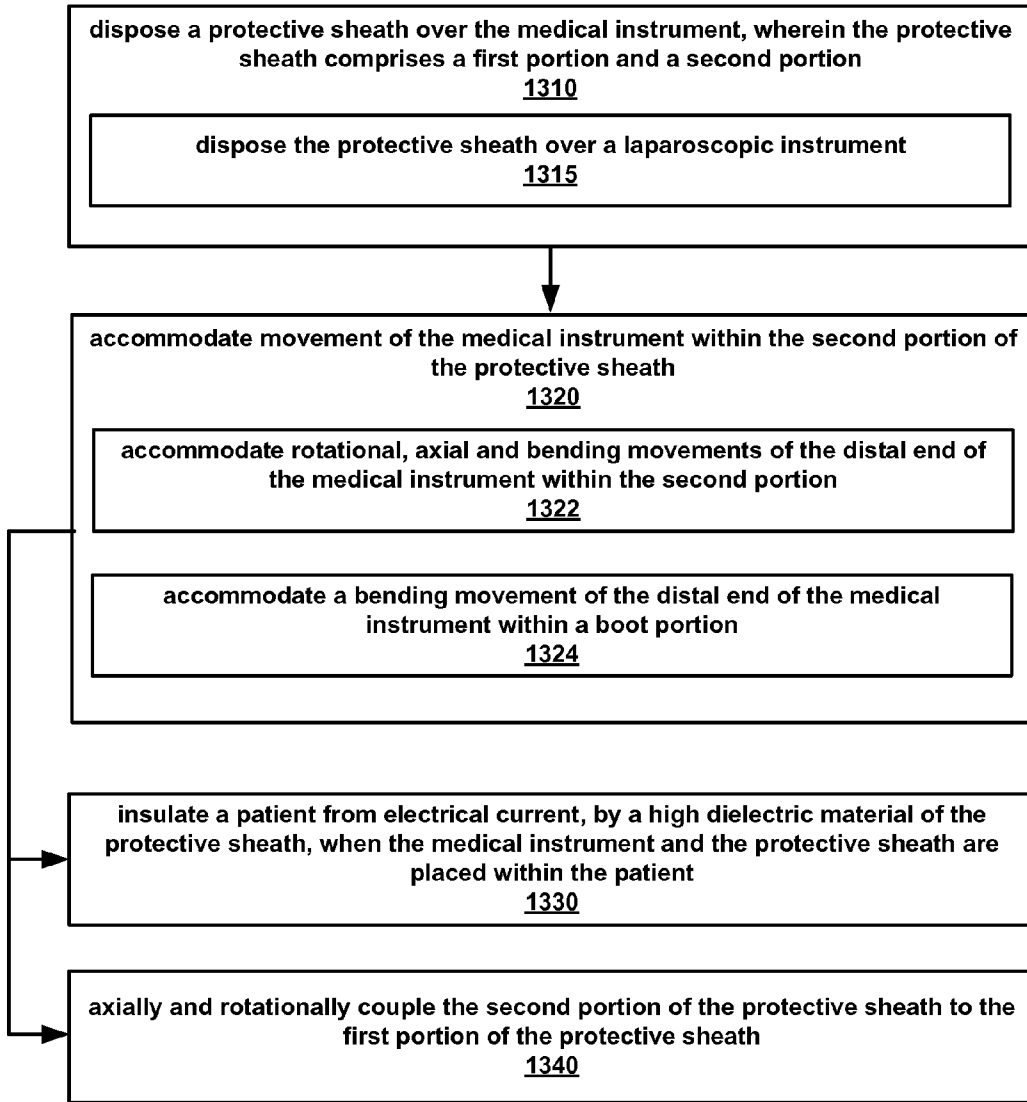 dispose a protective sheath over the medical instrument, wherein the protective
sheath comprises a first portion and a second portion
1310
dispose the protective sheath over a laparoscopic instrument
1315
accommodate movement of the medical instrument within the second portion of
the protective sheath
1320
accommodate rotational, axial and bending movements of the distal end of
the medical instrument within the second portion
1322
accommodate a bending movement of the distal end of the medical
instrument within a boot portion
1324
insulate a patient from electrical current, by a high dielectric material of the
protective sheath, when the medical instrument and the protective sheath are
placed within the patient
1330
axially and rotationally couple the second portion of the protective sheath to the
first portion of the protective sheath
1340